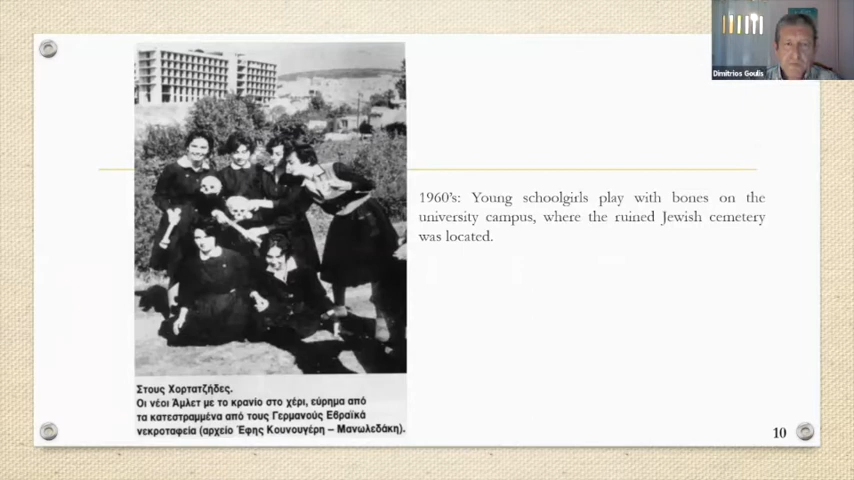 Dimitrios Goulis
1960's: Young schoolgirls play with bones on the
university campus, where the ruined Jewish cemetery
was located.
Στους Χορτατζήδες.
Οι νέοι Άμλετ με το κρανίο στο χέρι, εύρημα από
τα κατεστραμμένα από τους Γερμανούς Εβραϊκά
νεκροταφεία (αρχείο Έφης Κουνουγέρη – Μανωλεδάκη).
10